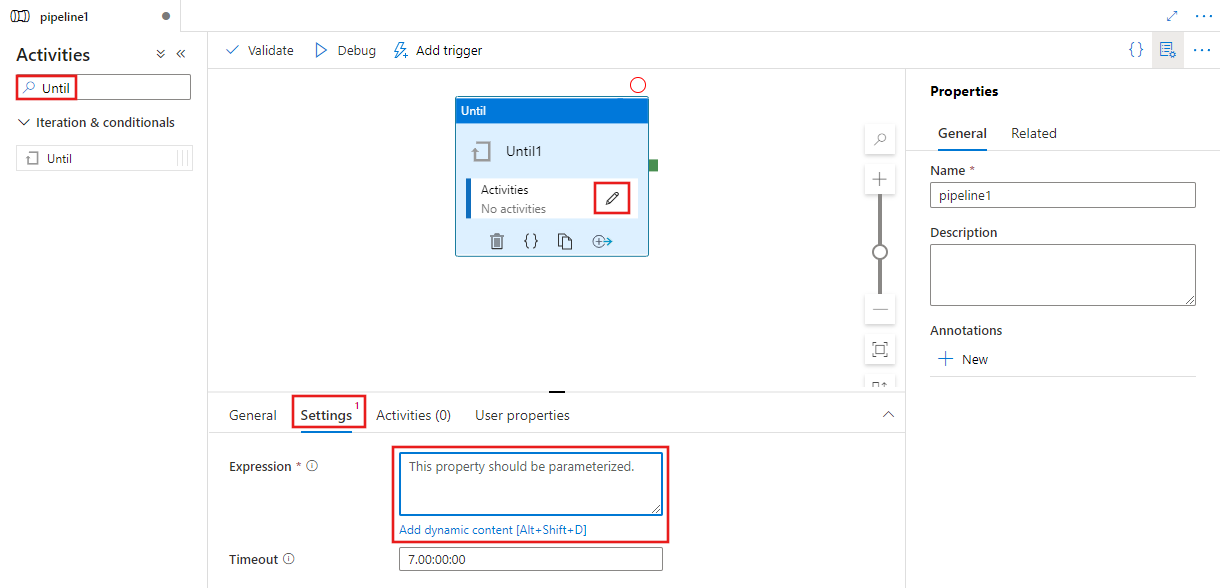 pipeline1
Activities
Validate
Debug
Add trigger
Until
Iteration & conditionals
Until
Until
Until1
Activities
No activities
Properties
General
Related
Name *
pipeline1
Description
Annotations
New
General
Settings 1
Activities (0)
User properties
Expression *
This property should be parameterized.
Add dynamic content [Alt+Shift+D]
Timeout
7.00:00:00